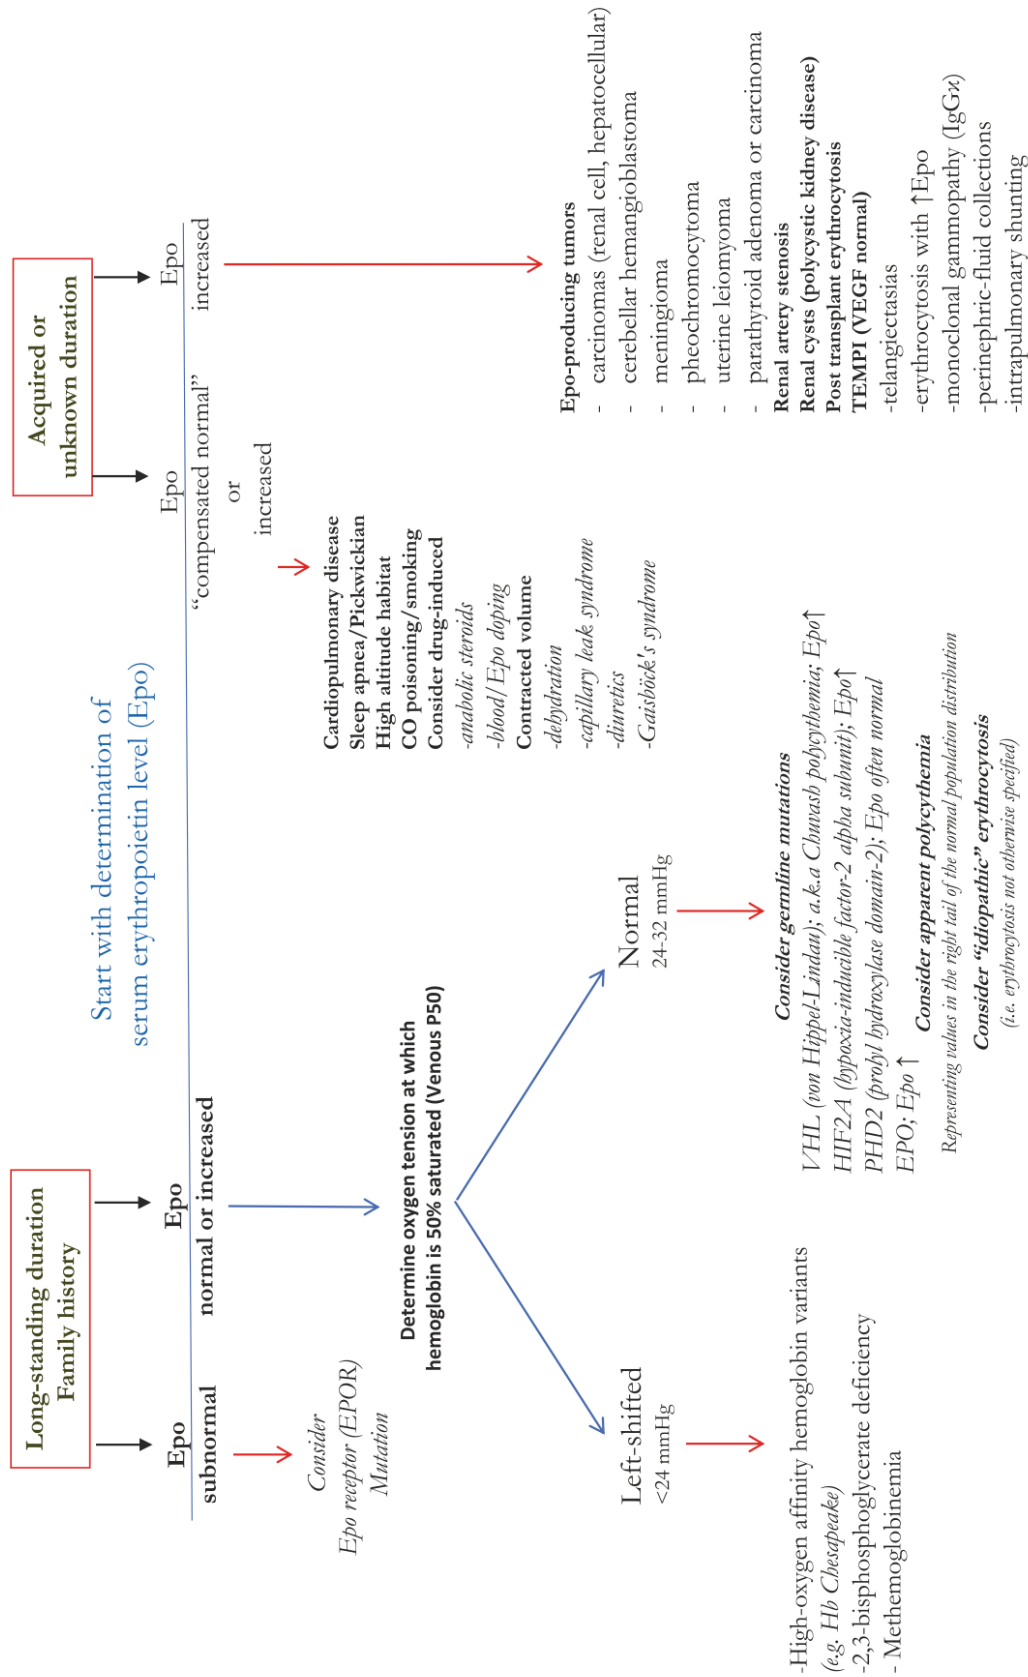 Long-standing duration
Family history
Acquired or
unknown duration
Start with determination of
serum erythropoietin level (Epo)
Epo
subnormal
Epo
normal or increased
Epo
“compensated normal”
or
increased
Epo
increased
Consider
Epo receptor (EPOR)
Mutation
Determine oxygen tension at which
hemoglobin is 50% saturated (Venous P50)
Left-shifted
<24 mmHg
Normal
24-32 mmHg
-High-oxygen affinity hemoglobin variants
(e.g. Hb Chesapeake)
-2,3-bisphosphoglycerate deficiency
- Methemoglobinemia
Consider germline mutations
VHL (von Hippel-Lindau); a.k.a Chuvash polycythemia; Epo↑
HIF2A (hypoxia-inducible factor-2 alpha subunit); Epo↑
PHD2 (prolyl hydroxylase domain-2); Epo often normal
EPO; Epo ↑
Consider apparent polycythemia
Representing values in the right tail of the normal population distribution
Consider “idiopathic” erythrocytosis
(i.e. erythrocytosis not otherwise specified)
Cardiopulmonary disease
Sleep apnea/Pickwickian
High altitude habitat
CO poisoning/smoking
Consider drug-induced
-anabolic steroids
-blood/Epo doping
Contracted volume
-dehydration
-capillary leak syndrome
-diuretics
-Gaisböck's syndrome
Epo-producing tumors
- carcinomas (renal cell, hepatocellular)
- cerebellar hemangioblastoma
- meningioma
- pheochromocytoma
- uterine leiomyoma
- parathyroid adenoma or carcinoma
Renal artery stenosis
Renal cysts (polycystic kidney disease)
Post transplant erythrocytosis
TEMPI (VEGF normal)
-telangiectasias
-erythrocytosis with ↑Epo
-monoclonal gammopathy (IgGϰ)
-perinephric-fluid collections
-intrapulmonary shunting